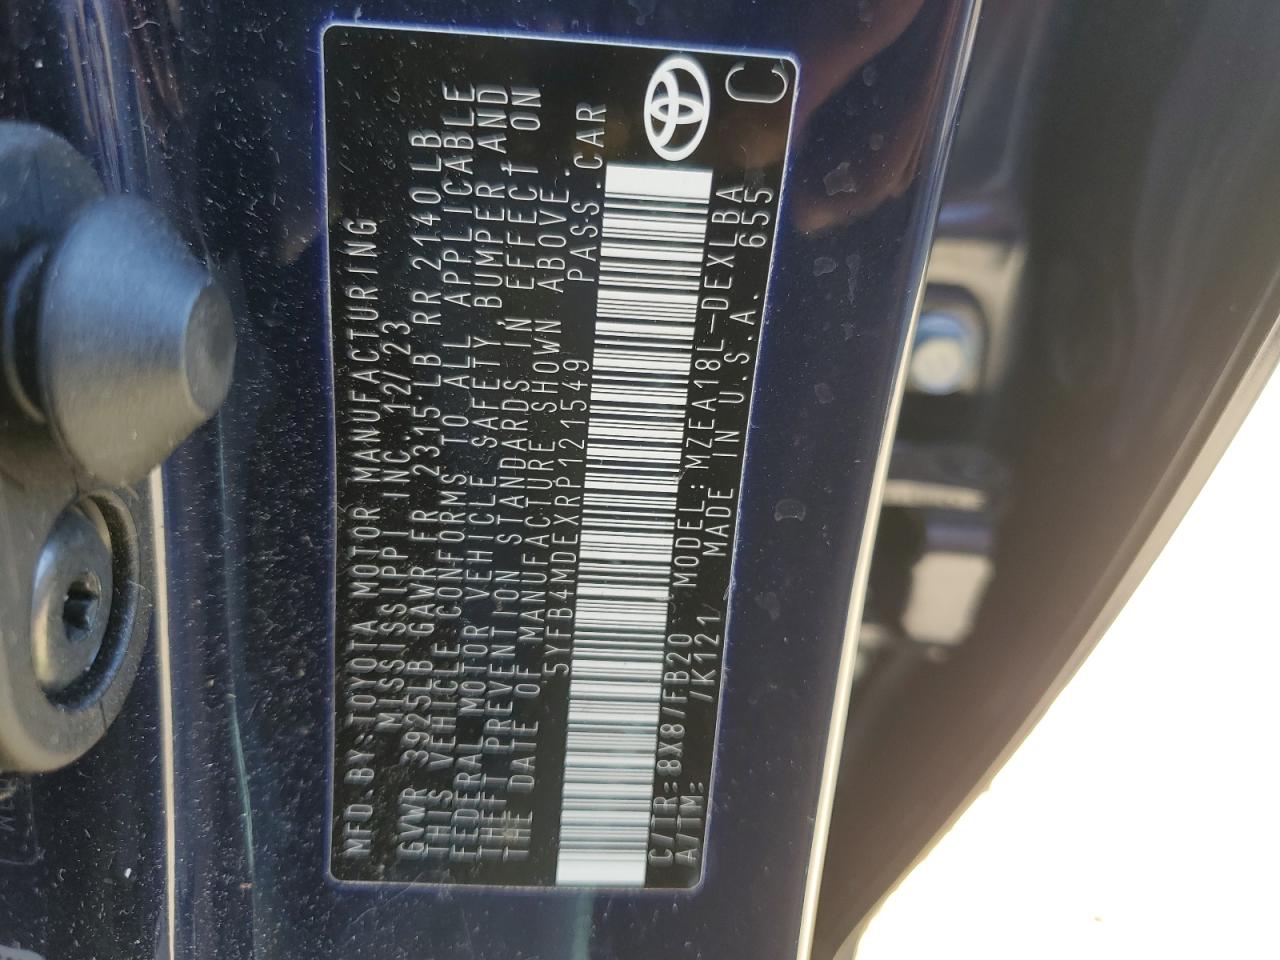 MFD.BY:TOYOTA MOTOR MANUFACTURING
MISSISSIPPI INC. 12/23
GVWR 3925LB GAWR FR 2315LB RR 2140LB
THIS VEHICLE CONFORMS TO ALL APPLICABLE
FEDERAL MOTOR VEHICLE SAFETY, BUMPER AND
THEFT PREVENTION STANDARDS IN EFFECT ON
THE DATE OF MANUFACTURE SHOWN ABOVE.
5YFB4MDEXRP121549 PASS.CAR
C/TR:8X8/FB20 MODEL:MZEA18L-DEXLBA
A/TM: /K121 MADE IN U.S.A. 655
C